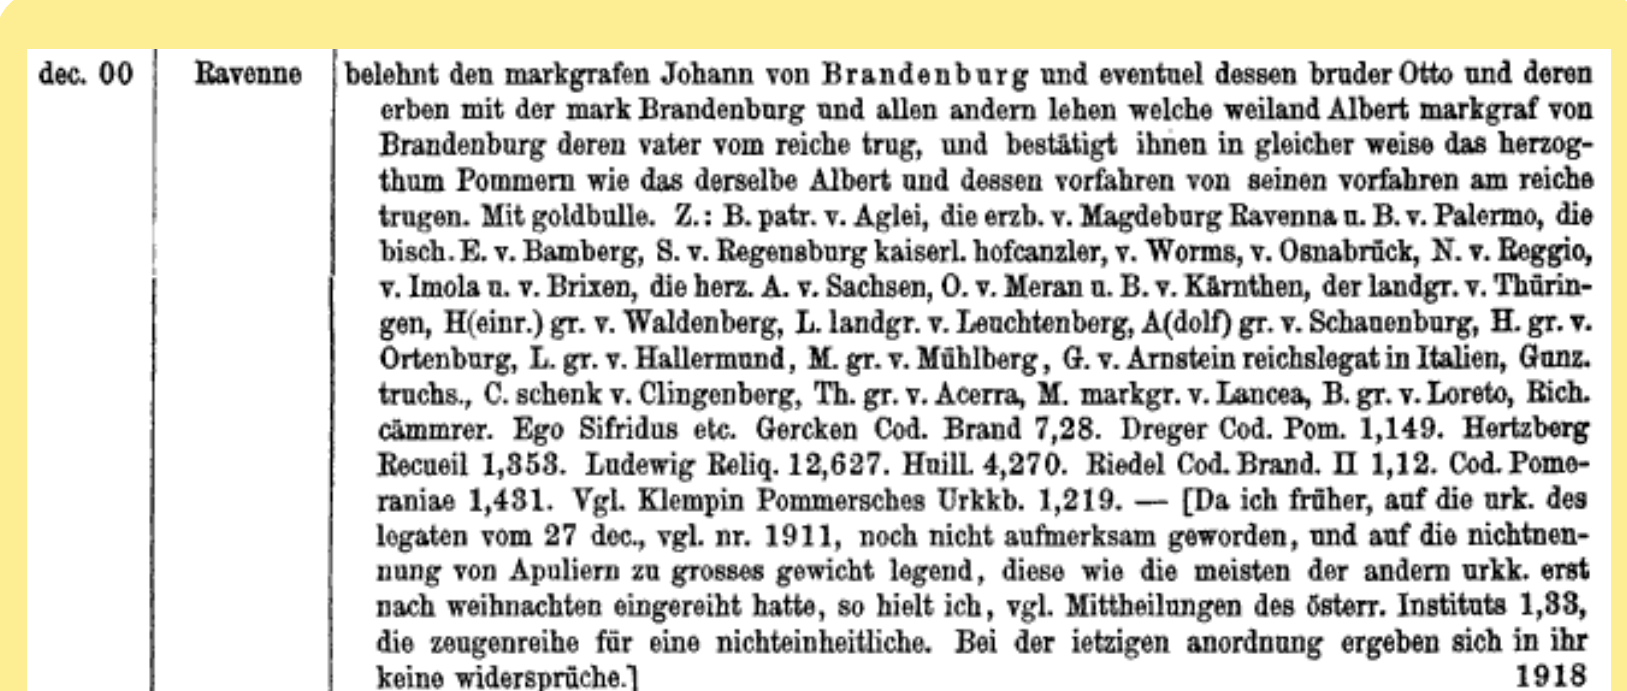 dec. 00 Ravenne belehnt den markgrafen Johann von Brandenburg und eventuel dessen bruder Otto und deren
erben mit der mark Brandenburg und allen andern lehen welche weiland Albert markgraf von
Brandenburg deren vater vom reiche trug, und bestätigt ihnen in gleicher weise das herzog-
thum Pommern wie das derselbe Albert und dessen vorfahren von seinen vorfahren am reiche
trugen. Mit goldbulle. Z.: B. patr. v. Aglei, die erzb. v. Magdeburg Ravenna u. B. v. Palermo, die
bisch. E. v. Bamberg, S. v. Regensburg kaiserl. hofcanzler, v. Worms, v. Osnabrück, N. v. Reggio,
v. Imola u. v. Brixen, die herz. A. v. Sachsen, O. v. Meran u. B. v. Kärnthen, der landgr. v. Thürin-
gen, H(einr.) gr. v. Waldenberg, L. landgr. v. Leuchtenberg, A(dolf) gr. v. Schauenburg, H. gr. v.
Ortenburg, L. gr. v. Hallermund, M. gr. v. Mühlberg, G. v. Arnstein reichslegat in Italien, Gunz.
truchs., C. schenk v. Clingenberg, Th. gr. v. Acerra, M. markgr. v. Lancea, B. gr. v. Loreto, Rich.
cämmrer. Ego Sifridus etc. Gercken Cod. Brand 7,28. Dreger Cod. Pom. 1,149. Hertzberg
Recueil 1,353. Ludewig Reliq. 12,627. Huill. 4,270. Riedel Cod. Brand. II 1,12. Cod. Pome-
raniae 1,431. Vgl. Klempin Pommersches Urkkb. 1,219. — [Da ich früher, auf die urk. des
legaten vom 27 dec., vgl. nr. 1911, noch nicht aufmerksam geworden, und auf die nichtnen-
nung von Apuliern zu grosses gewicht legend, diese wie die meisten der andern urkk. erst
nach weihnachten eingereiht hatte, so hielt ich, vgl. Mittheilungen des österr. Instituts 1,33,
die zeugenreihe für eine nichteinheitliche. Bei der ietzigen anordnung ergeben sich in ihr
keine widersprüche.] 1918